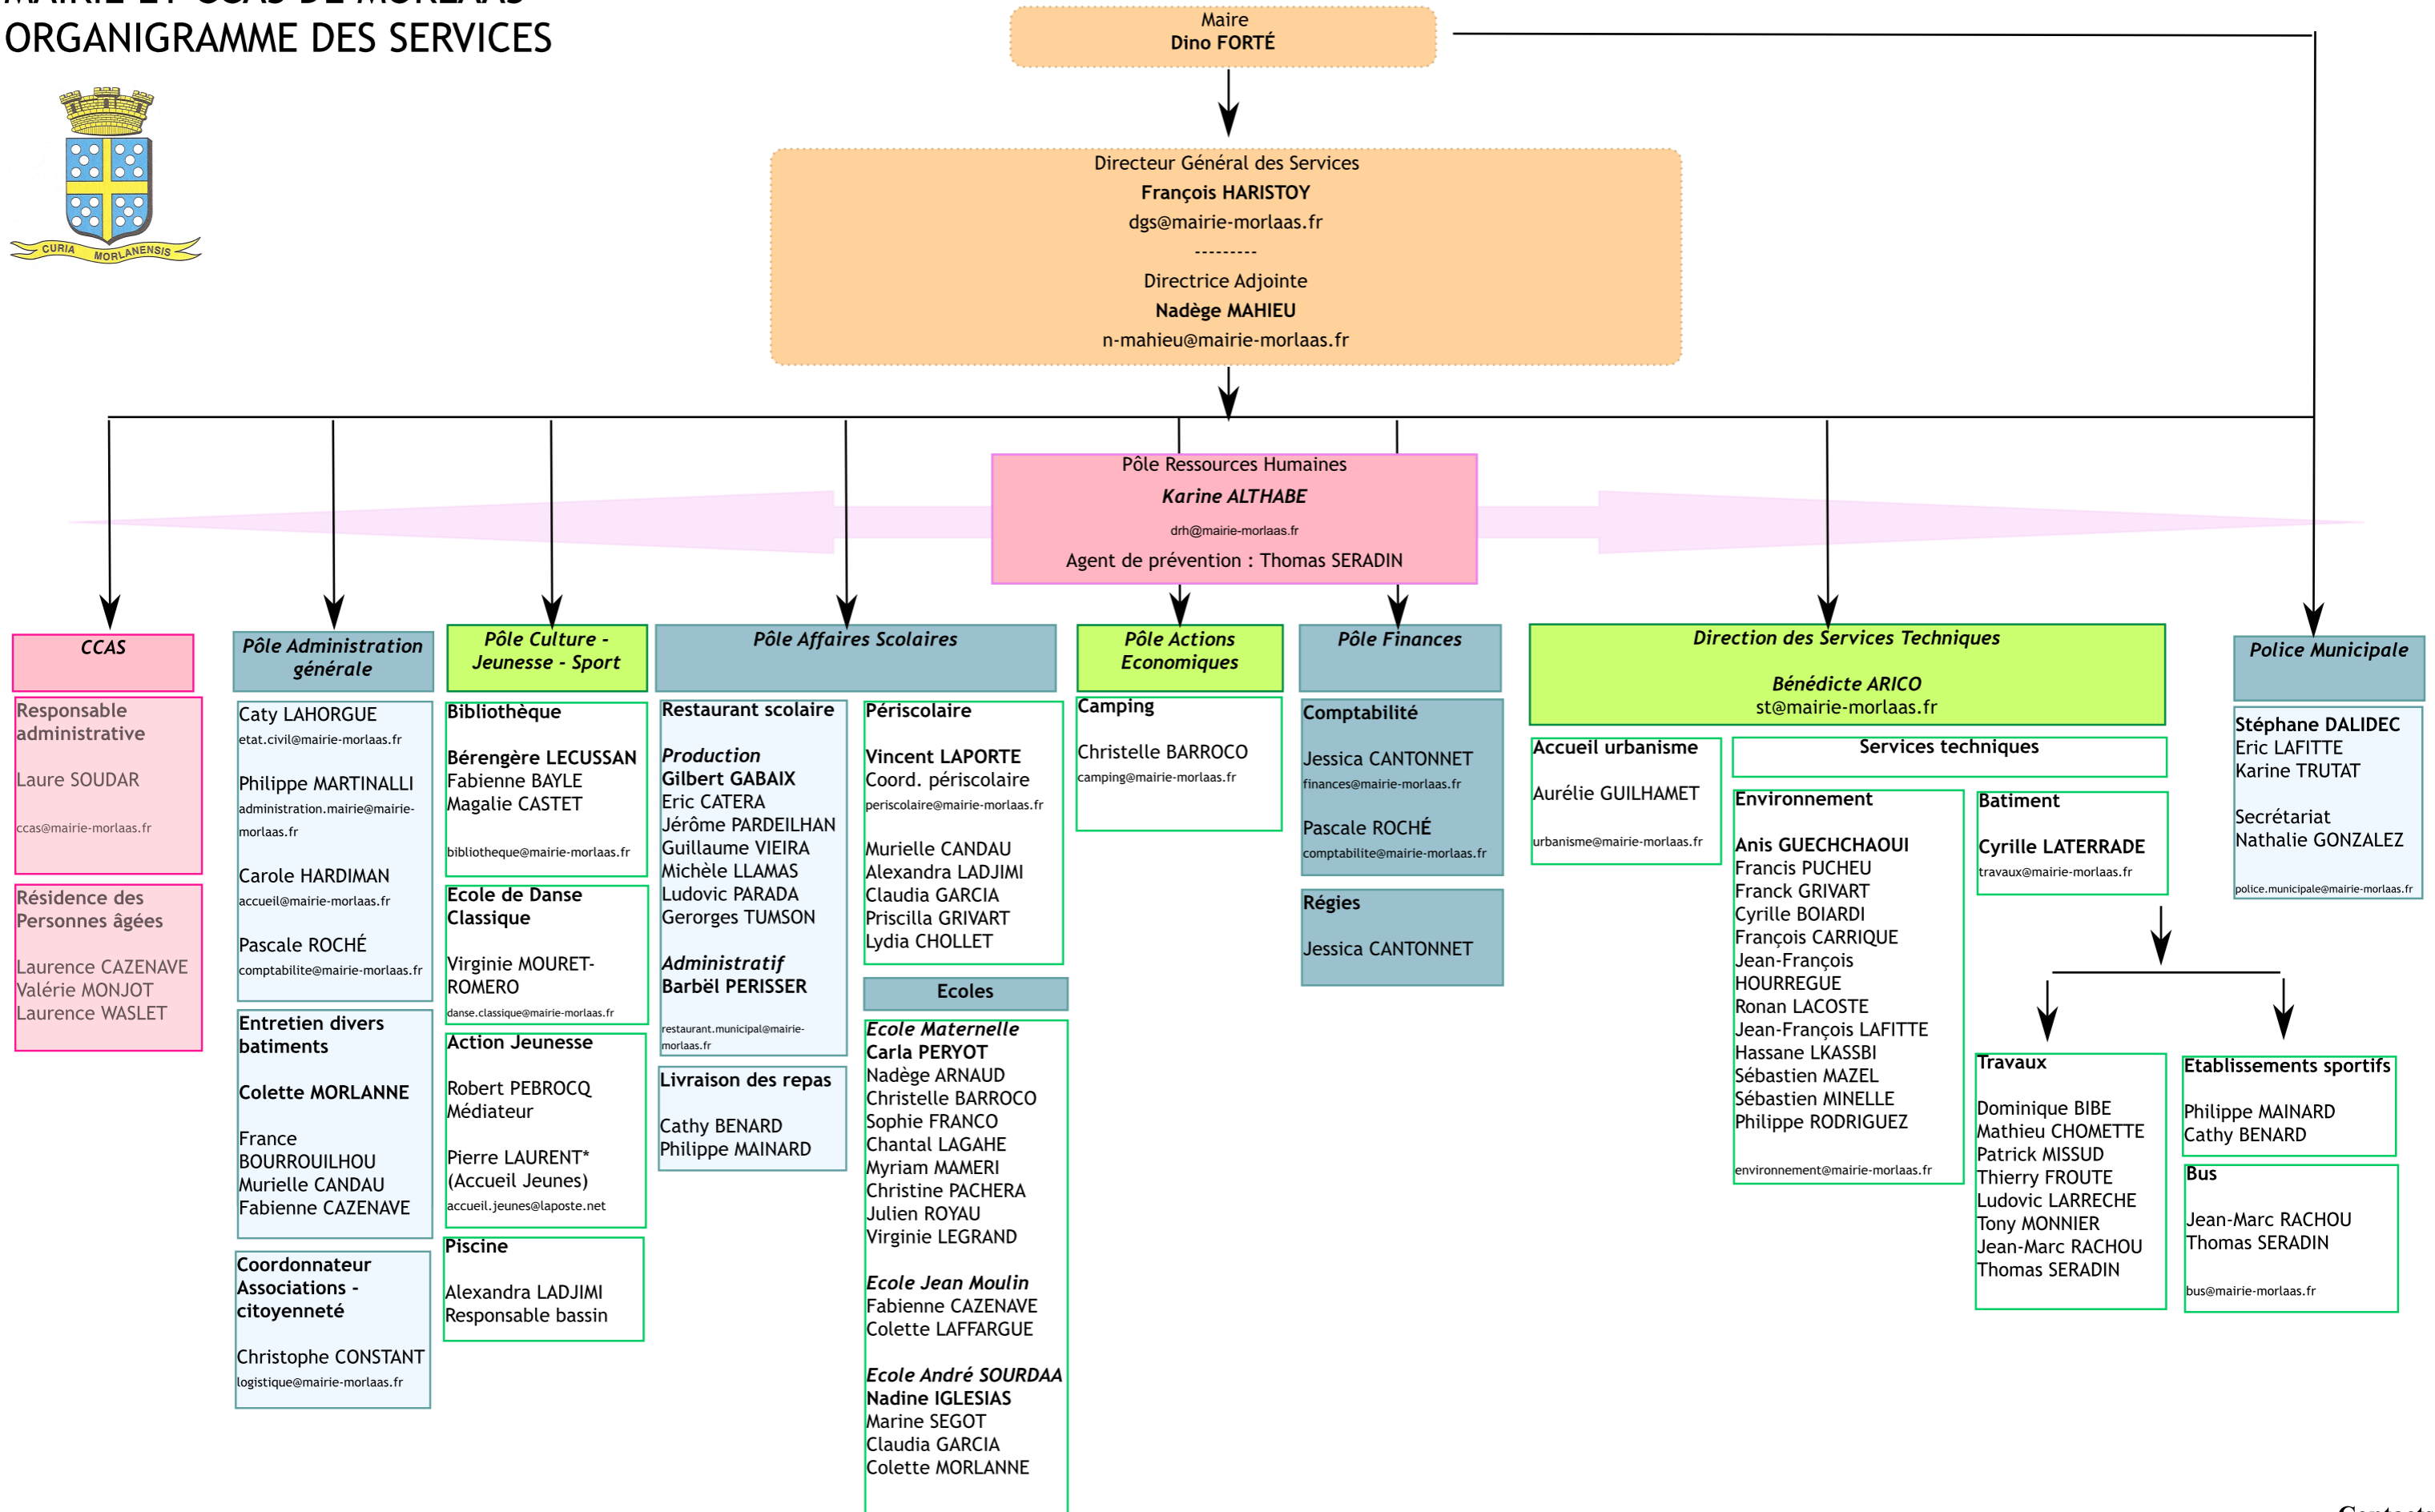 MAIRIE ET CCAS DE MORLAAS
ORGANIGRAMME DES SERVICES
CURIA MORLANENSIS
Maire
Dino FORTÉ
Directeur Général des Services
François HARISTOY
dgs@mairie-morlaas.fr
---------
Directrice Adjointe
Nadège MAHIEU
n-mahieu@mairie-morlaas.fr
Pôle Ressources Humaines
Karine ALTHABE
drh@mairie-morlaas.fr
Agent de prévention : Thomas SERADIN
CCAS
Responsable
administrative
Laure SOUDAR
ccas@mairie-morlaas.fr
Résidence des
Personnes âgées
Laurence CAZENAVE
Valérie MONJOT
Laurence WASLET
Pôle Administration
générale
Caty LAHORGUE
etat.civil@mairie-morlaas.fr
Philippe MARTINALLI
administration.mairie@mairie-
morlaas.fr
Carole HARDIMAN
accueil@mairie-morlaas.fr
Pascale ROCHÉ
comptabilite@mairie-morlaas.fr
Entretien divers
batiments
Colette MORLANNE
France
BOURROUILHOU
Murielle CANDAU
Fabienne CAZENAVE
Coordonnateur
Associations -
citoyenneté
Christophe CONSTANT
logistique@mairie-morlaas.fr
Pôle Culture -
Jeunesse - Sport
Bibliothèque
Bérengère LECUSSAN
Fabienne BAYLE
Magalie CASTET
bibliotheque@mairie-morlaas.fr
Ecole de Danse
Classique
Virginie MOURET-
ROMERO
danse.classique@mairie-morlaas.fr
Action Jeunesse
Robert PEBROCQ
Médiateur
Pierre LAURENT*
(Accueil Jeunes)
accueil.jeunes@laposte.net
Piscine
Alexandra LADJIMI
Responsable bassin
Pôle Affaires Scolaires
Restaurant scolaire
Production
Gilbert GABAIX
Eric CATERA
Jérôme PARDEILHAN
Guillaume VIEIRA
Michèle LLAMAS
Ludovic PARADA
Gerorges TUMSON
Administratif
Barbël PERISSER
restaurant.municipal@mairie-
morlaas.fr
Livraison des repas
Cathy BENARD
Philippe MAINARD
Périscolaire
Vincent LAPORTE
Coord. périscolaire
periscolaire@mairie-morlaas.fr
Murielle CANDAU
Alexandra LADJIMI
Claudia GARCIA
Priscilla GRIVART
Lydia CHOLLET
Ecoles
Ecole Maternelle
Carla PERYOT
Nadège ARNAUD
Christelle BARROCO
Sophie FRANCO
Chantal LAGAHE
Myriam MAMERI
Christine PACHERA
Julien ROYAU
Virginie LEGRAND
Ecole Jean Moulin
Fabienne CAZENAVE
Colette LAFFARGUE
Ecole André SOURDAA
Nadine IGLESIAS
Marine SEGOT
Claudia GARCIA
Colette MORLANNE
Pôle Actions
Economiques
Camping
Christelle BARROCO
camping@mairie-morlaas.fr
Pôle Finances
Comptabilité
Jessica CANTONNET
finances@mairie-morlaas.fr
Pascale ROCHÉ
comptabilite@mairie-morlaas.fr
Régies
Jessica CANTONNET
Direction des Services Techniques
Bénédicte ARICO
st@mairie-morlaas.fr
Accueil urbanisme
Aurélie GUILHAMET
urbanisme@mairie-morlaas.fr
Services techniques
Environnement
Anis GUECHCHAOUI
Francis PUCHEU
Franck GRIVART
Cyrille BOIARDI
François CARRIQUE
Jean-François
HOURREGUE
Ronan LACOSTE
Jean-François LAFITTE
Hassane LKASSBI
Sébastien MAZEL
Sébastien MINELLE
Philippe RODRIGUEZ
environnement@mairie-morlaas.fr
Batiment
Cyrille LATERRADE
travaux@mairie-morlaas.fr
Travaux
Dominique BIBE
Mathieu CHOMETTE
Patrick MISSUD
Thierry FROUTE
Ludovic LARRECHE
Tony MONNIER
Jean-Marc RACHOU
Thomas SERADIN
Etablissements sportifs
Philippe MAINARD
Cathy BENARD
Bus
Jean-Marc RACHOU
Thomas SERADIN
bus@mairie-morlaas.fr
Police Municipale
Stéphane DALIDEC
Eric LAFITTE
Karine TRUTAT
Secrétariat
Nathalie GONZALEZ
police.municipale@mairie-morlaas.fr